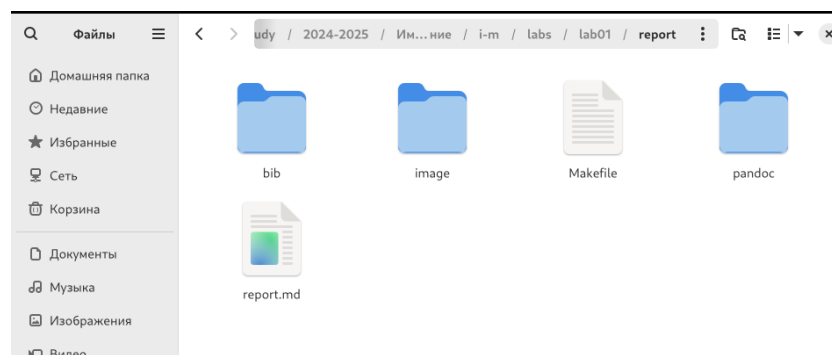 Файлы
udy / 2024-2025 / Им...ние / i-m / labs / lab01 / report
Домашняя папка
Недавние
Избранные
Сеть
Корзина
Документы
Музыка
Изображения
Видео
bib
image
Makefile
pandoc
report.md